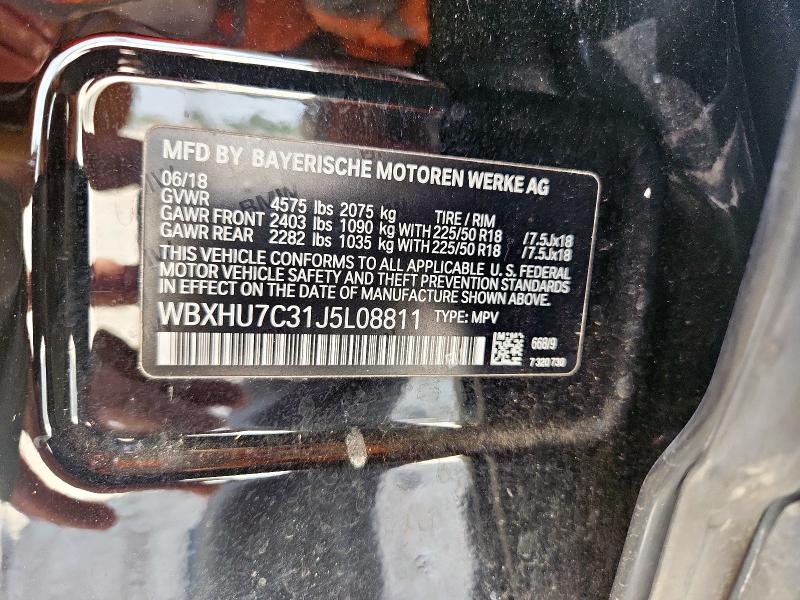 MFD BY BAYERISCHE MOTOREN WERKE AG
06/18
GVWR 4575 lbs 2075 kg TIRE / RIM
GAWR FRONT 2403 lbs 1090 kg WITH 225/50 R18 /7.5Jx18
GAWR REAR 2282 lbs 1035 kg WITH 225/50 R18 /7.5Jx18
THIS VEHICLE CONFORMS TO ALL APPLICABLE U.S. FEDERAL
MOTOR VEHICLE SAFETY AND THEFT PREVENTION STANDARDS
IN EFFECT ON THE DATE OF MANUFACTURE SHOWN ABOVE.
WBXHU7C31J5L08811 TYPE: MPV
668/9
7 320 730